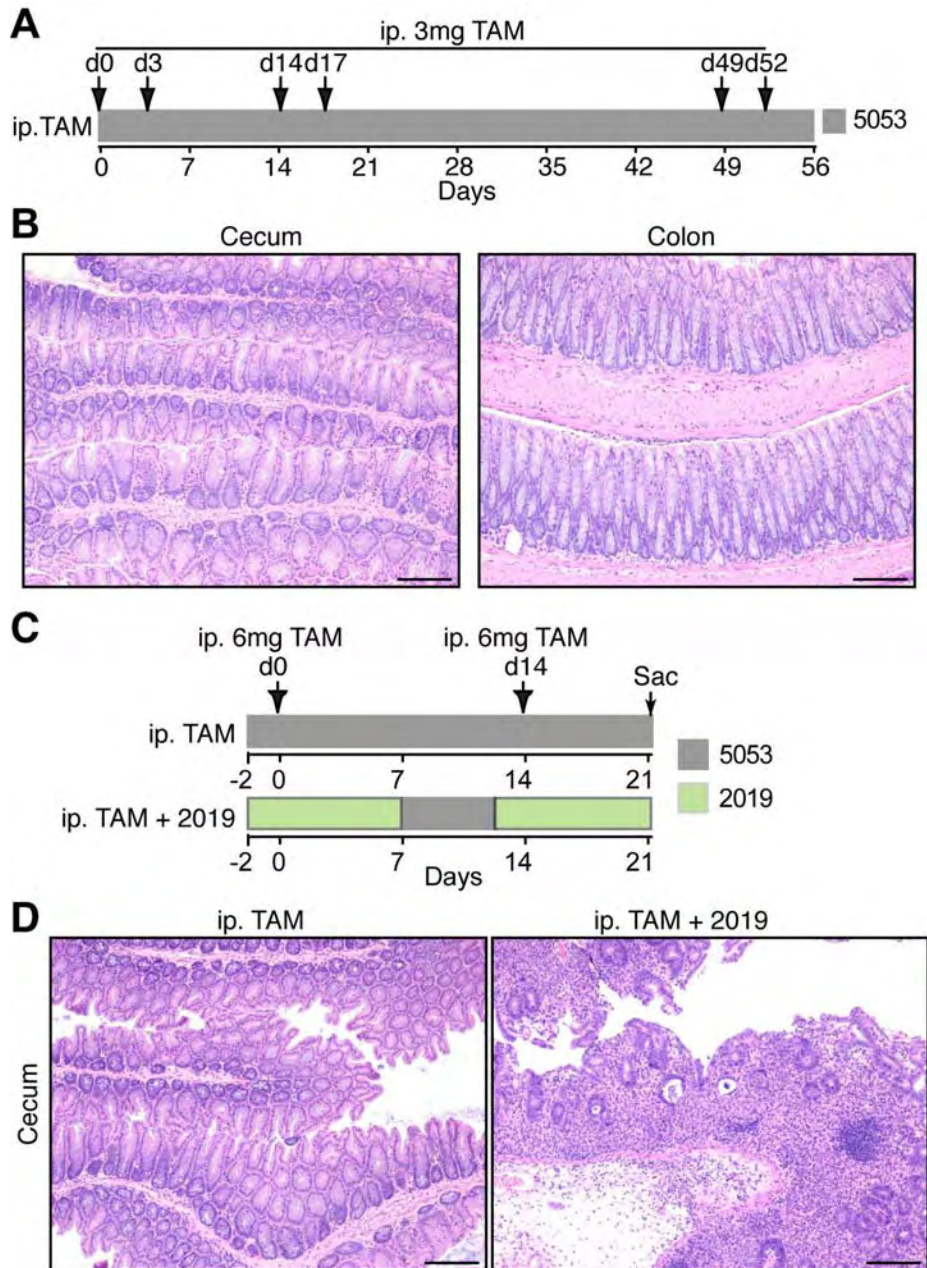 A
ip. 3mg TAM
d0 d3 d14 d17 d49 d52
ip.TAM
5053
0 7 14 21 28 35 42 49 56
Days
B
Cecum Colon
C
ip. 6mg TAM ip. 6mg TAM
d0 d14 Sac
ip. TAM
-2 0 7 14 21
5053
2019
ip. TAM + 2019
-2 0 7 14 21
Days
D
ip. TAM ip. TAM + 2019
Cecum